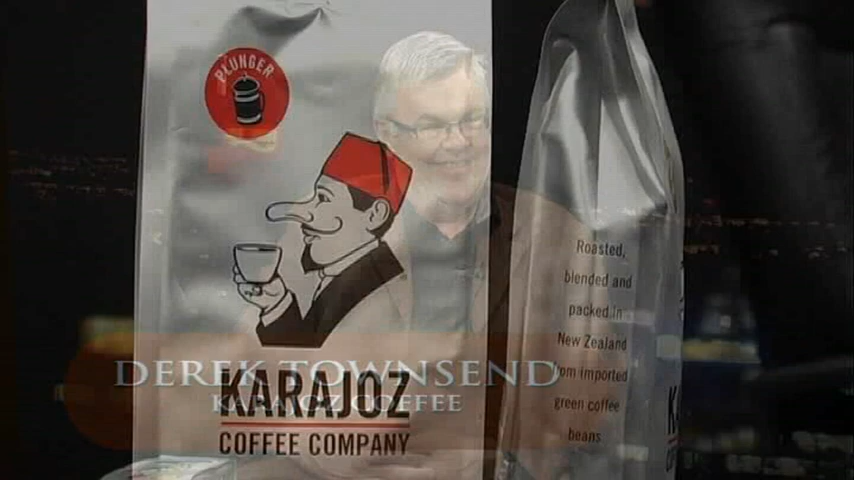 PLUNGER
DEREK TOWNSEND
KARAJOZ COFFEE
KARAJOZ
COFFEE COMPANY
Roasted,
blended and
packed in
New Zealand
from imported
green coffee
beans